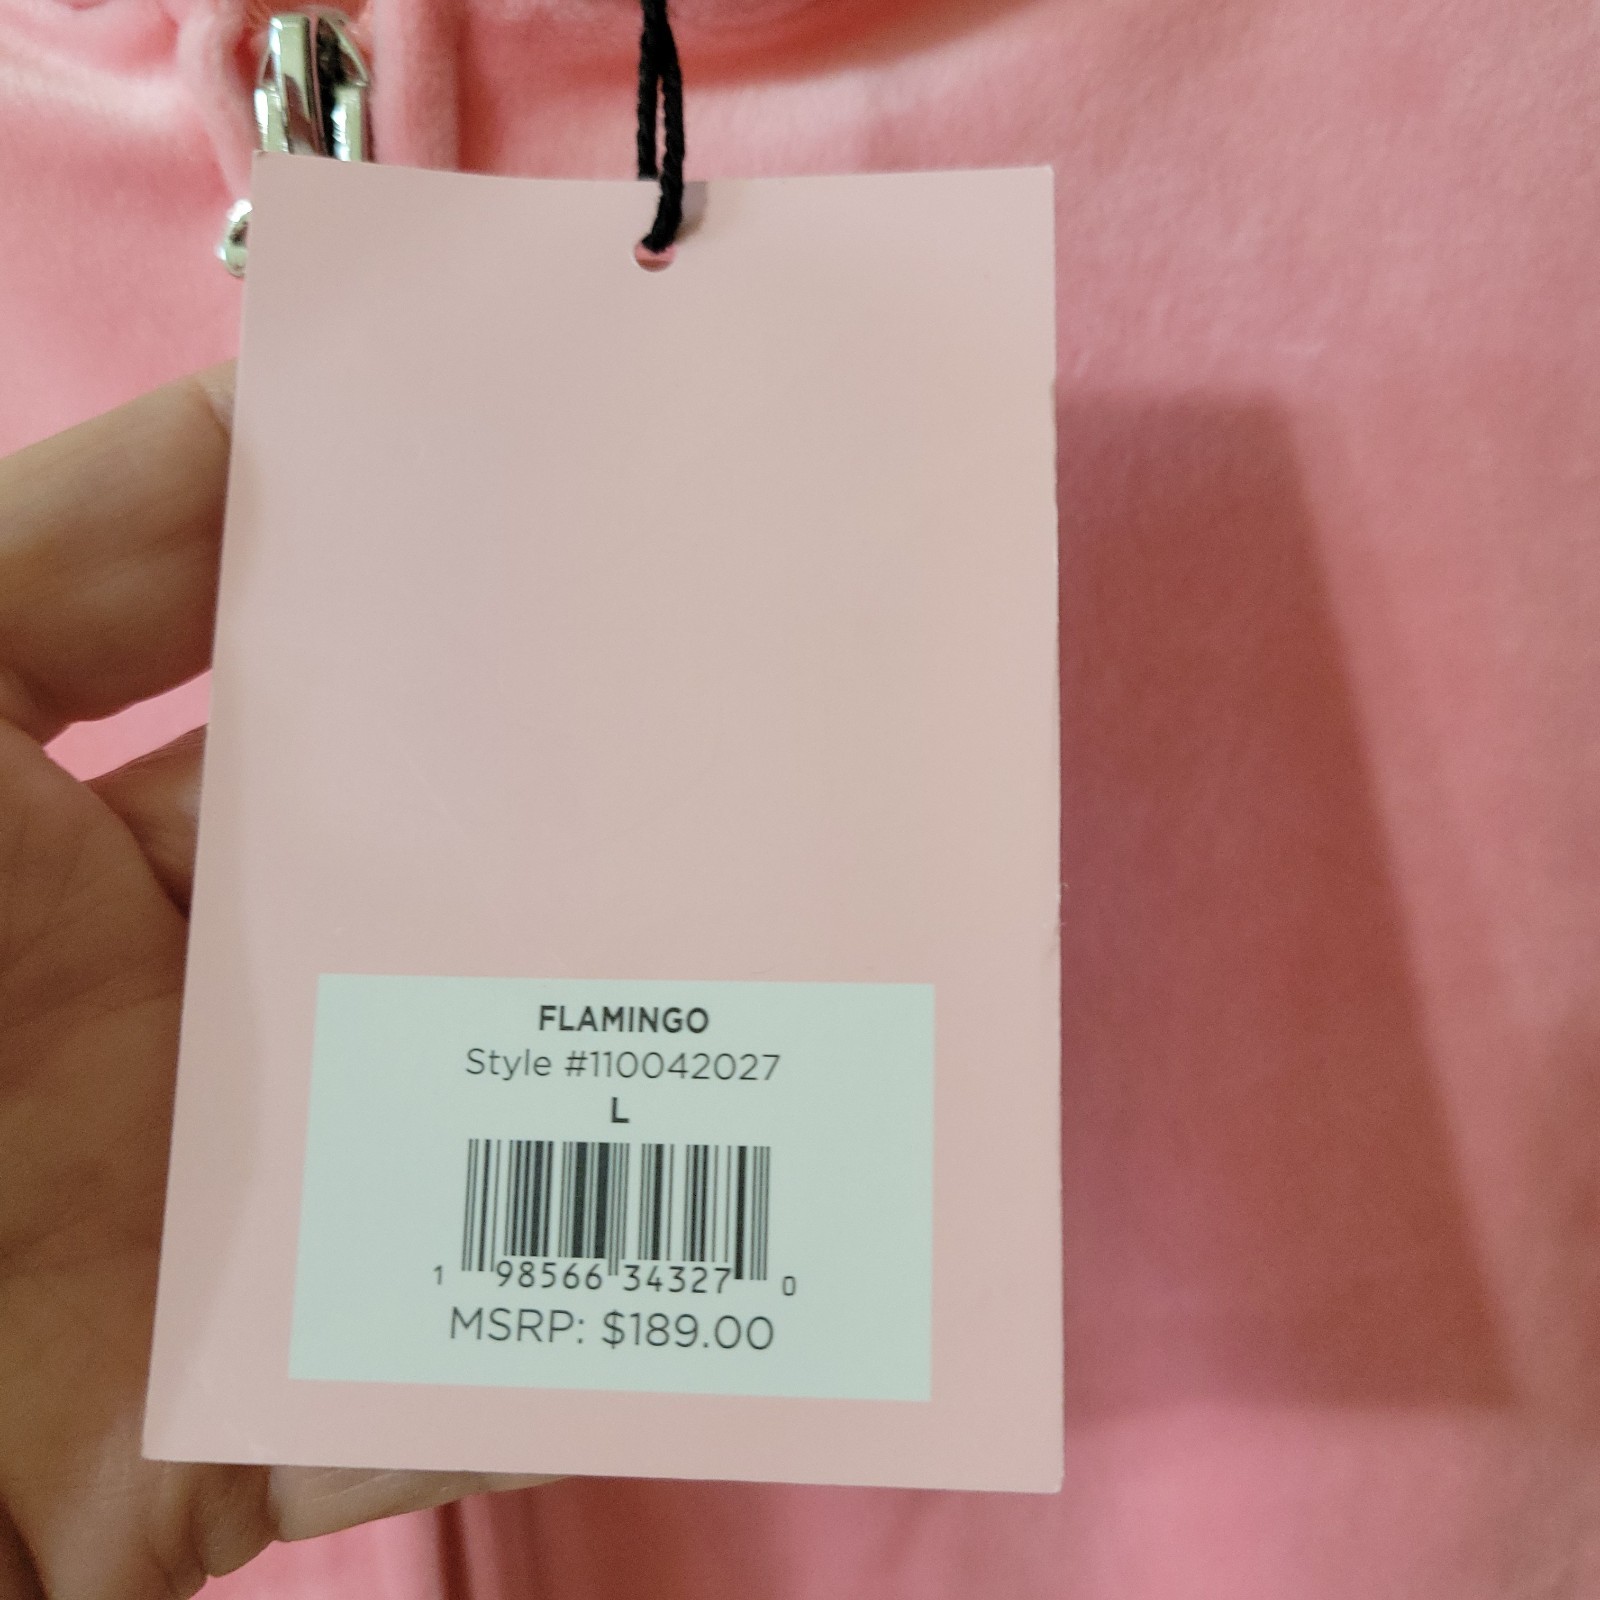 FLAMINGO
Style #110042027
L
1 98566 34327 0
MSRP: $189.00